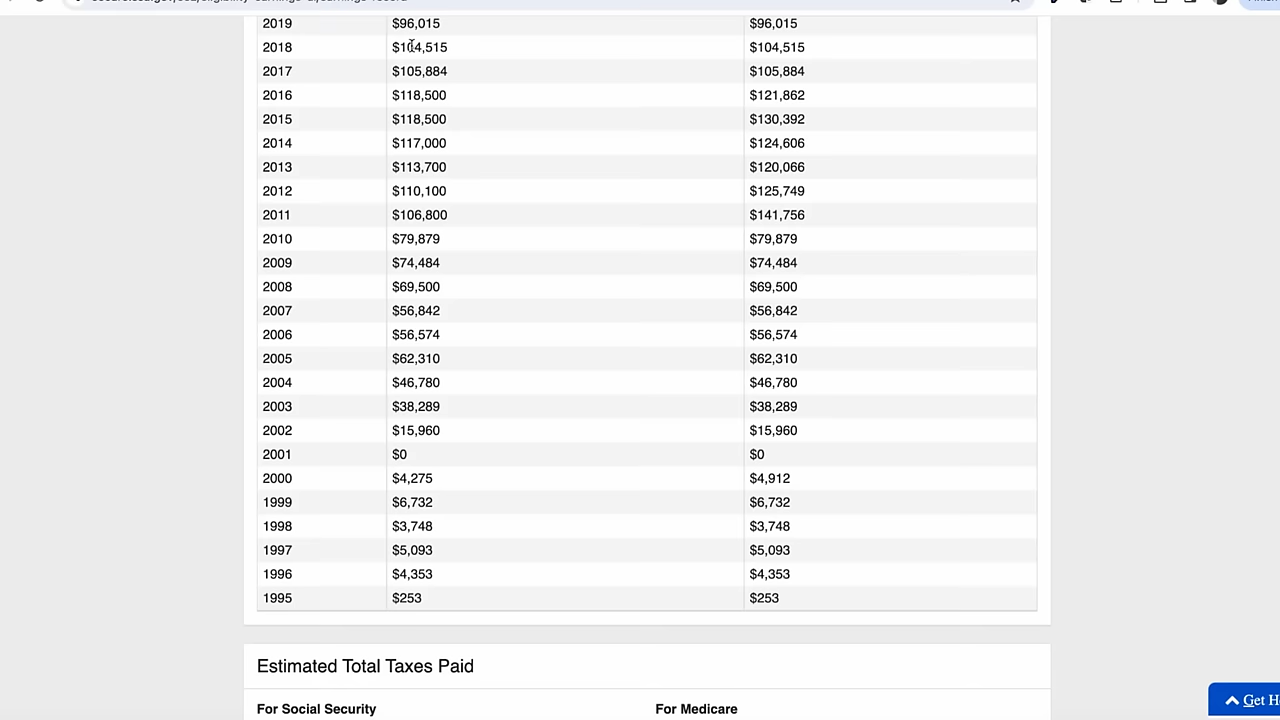 2019 $96,015 $96,015
2018 $104,515 $104,515
2017 $105,884 $105,884
2016 $118,500 $121,862
2015 $118,500 $130,392
2014 $117,000 $124,606
2013 $113,700 $120,066
2012 $110,100 $125,749
2011 $106,800 $141,756
2010 $79,879 $79,879
2009 $74,484 $74,484
2008 $69,500 $69,500
2007 $56,842 $56,842
2006 $56,574 $56,574
2005 $62,310 $62,310
2004 $46,780 $46,780
2003 $38,289 $38,289
2002 $15,960 $15,960
2001 $0 $0
2000 $4,275 $4,912
1999 $6,732 $6,732
1998 $3,748 $3,748
1997 $5,093 $5,093
1996 $4,353 $4,353
1995 $253 $253
Estimated Total Taxes Paid
For Social Security For Medicare
Get H